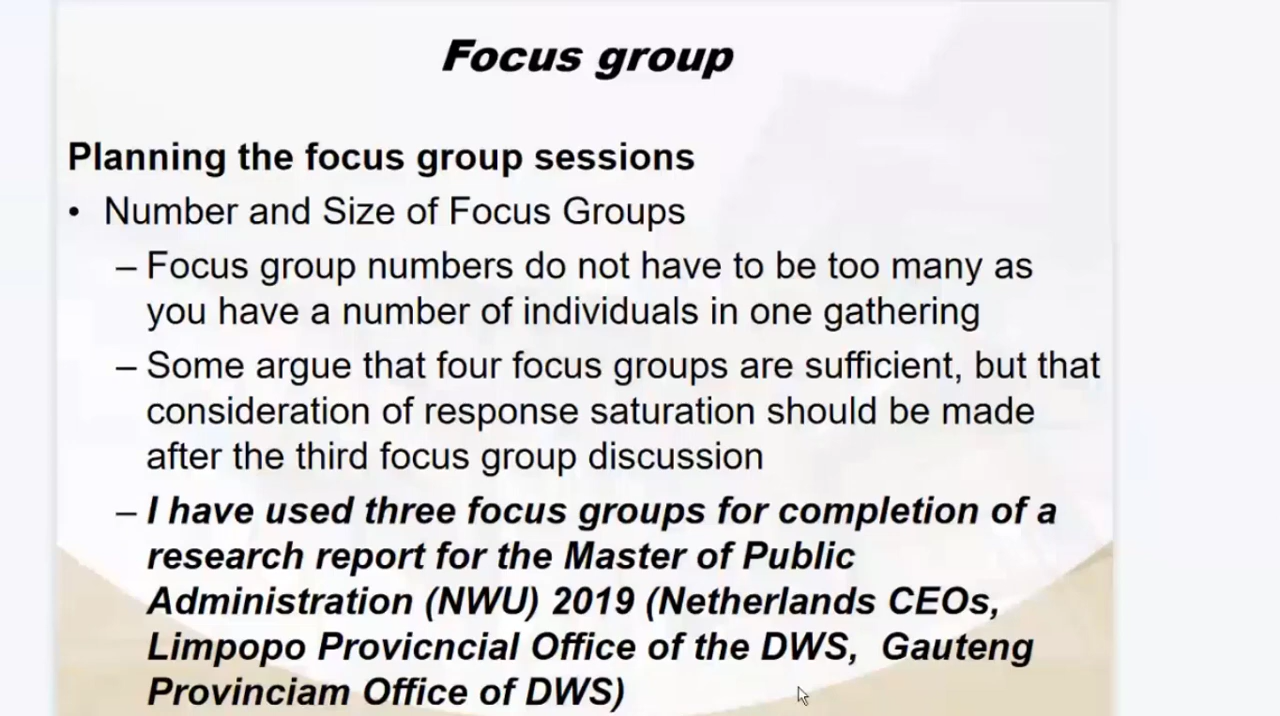 Focus group
Planning the focus group sessions
• Number and Size of Focus Groups
– Focus group numbers do not have to be too many as
you have a number of individuals in one gathering
– Some argue that four focus groups are sufficient, but that
consideration of response saturation should be made
after the third focus group discussion
– I have used three focus groups for completion of a
research report for the Master of Public
Administration (NWU) 2019 (Netherlands CEOs,
Limpopo Provicncial Office of the DWS, Gauteng
Provinciam Office of DWS)